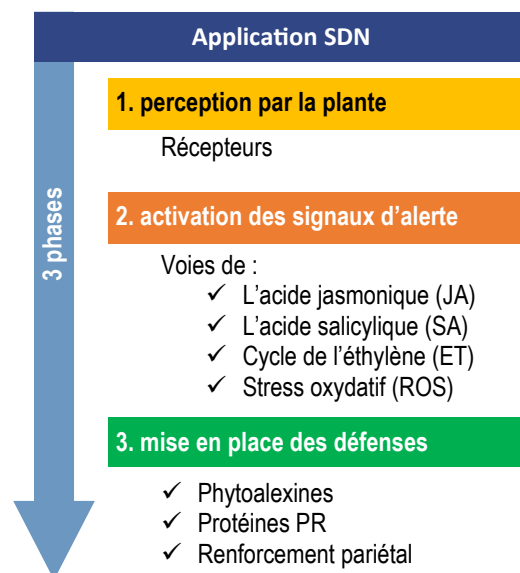 Application SDN
3 phases
1. perception par la plante
Récepteurs
2. activation des signaux d'alerte
Voies de :
✓ L'acide jasmonique (JA)
✓ L'acide salicylique (SA)
✓ Cycle de l'éthylène (ET)
✓ Stress oxydatif (ROS)
3. mise en place des défenses
✓ Phytoalexines
✓ Protéines PR
✓ Renforcement pariétal